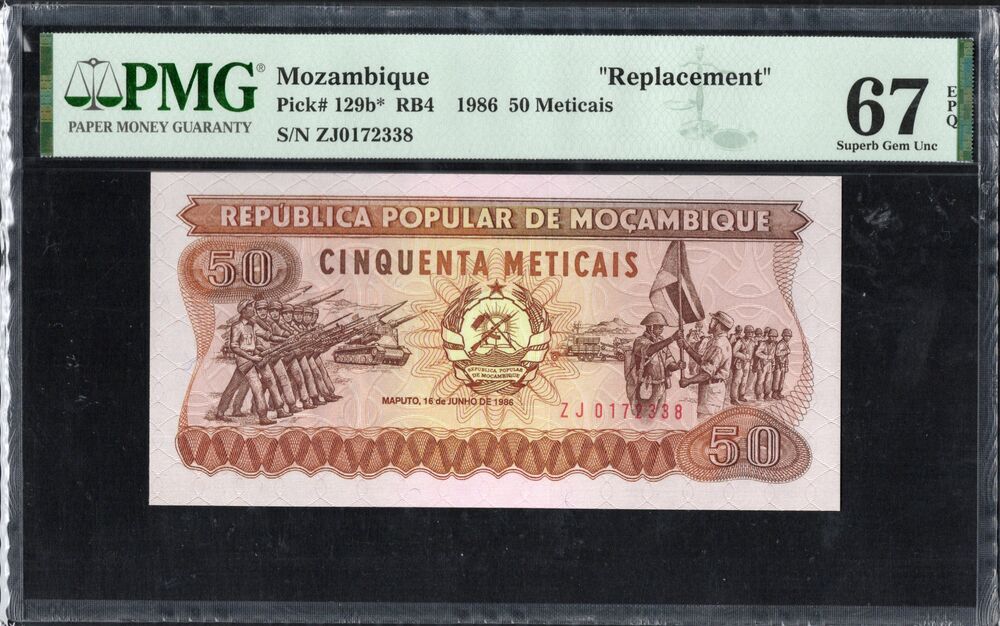 PMG®
PAPER MONEY GUARANTY
Mozambique "Replacement"
Pick# 129b* RB4 1986 50 Meticais
S/N ZJ0172338
67
EPQ
Superb Gem Unc
REPÚBLICA POPULAR DE MOÇAMBIQUE
50
CINQUENTA METICAIS
REPÚBLICA POPULAR
DE MOÇAMBIQUE
MAPUTO, 16 de JUNHO DE 1986
ZJ 0172338
50